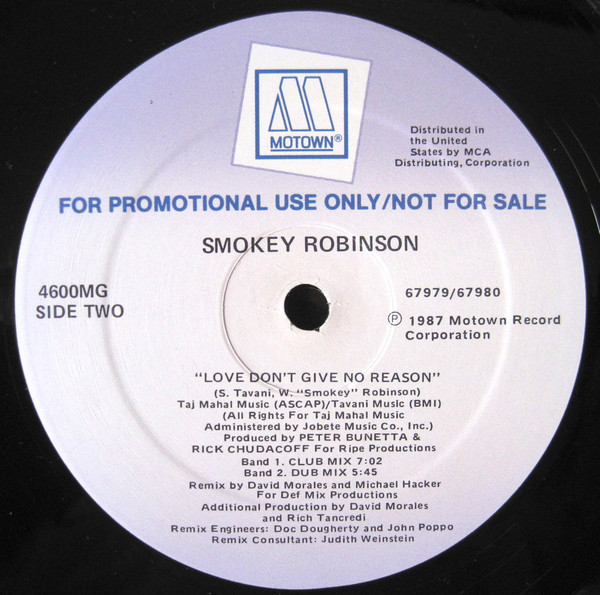 MOTOWN®
Distributed in
the United
States by MCA
Distributing, Corporation
FOR PROMOTIONAL USE ONLY/NOT FOR SALE
SMOKEY ROBINSON
4600MG
SIDE TWO
67979/67980
℗ 1987 Motown Record
Corporation
"LOVE DON'T GIVE NO REASON"
(S. Tavani, W. "Smokey" Robinson)
Taj Mahal Music (ASCAP)/Tavani Music (BMI)
(All Rights For Taj Mahal Music
Administered by Jobete Music Co., Inc.)
Produced by PETER BUNETTA &
RICK CHUDACOFF For Ripe Productions
Band 1. CLUB MIX 7:02
Band 2. DUB MIX 5:45
Remix by David Morales and Michael Hacker
For Def Mix Productions
Additional Production by David Morales
and Rich Tancredi
Remix Engineers: Doc Dougherty and John Poppo
Remix Consultant: Judith Weinstein